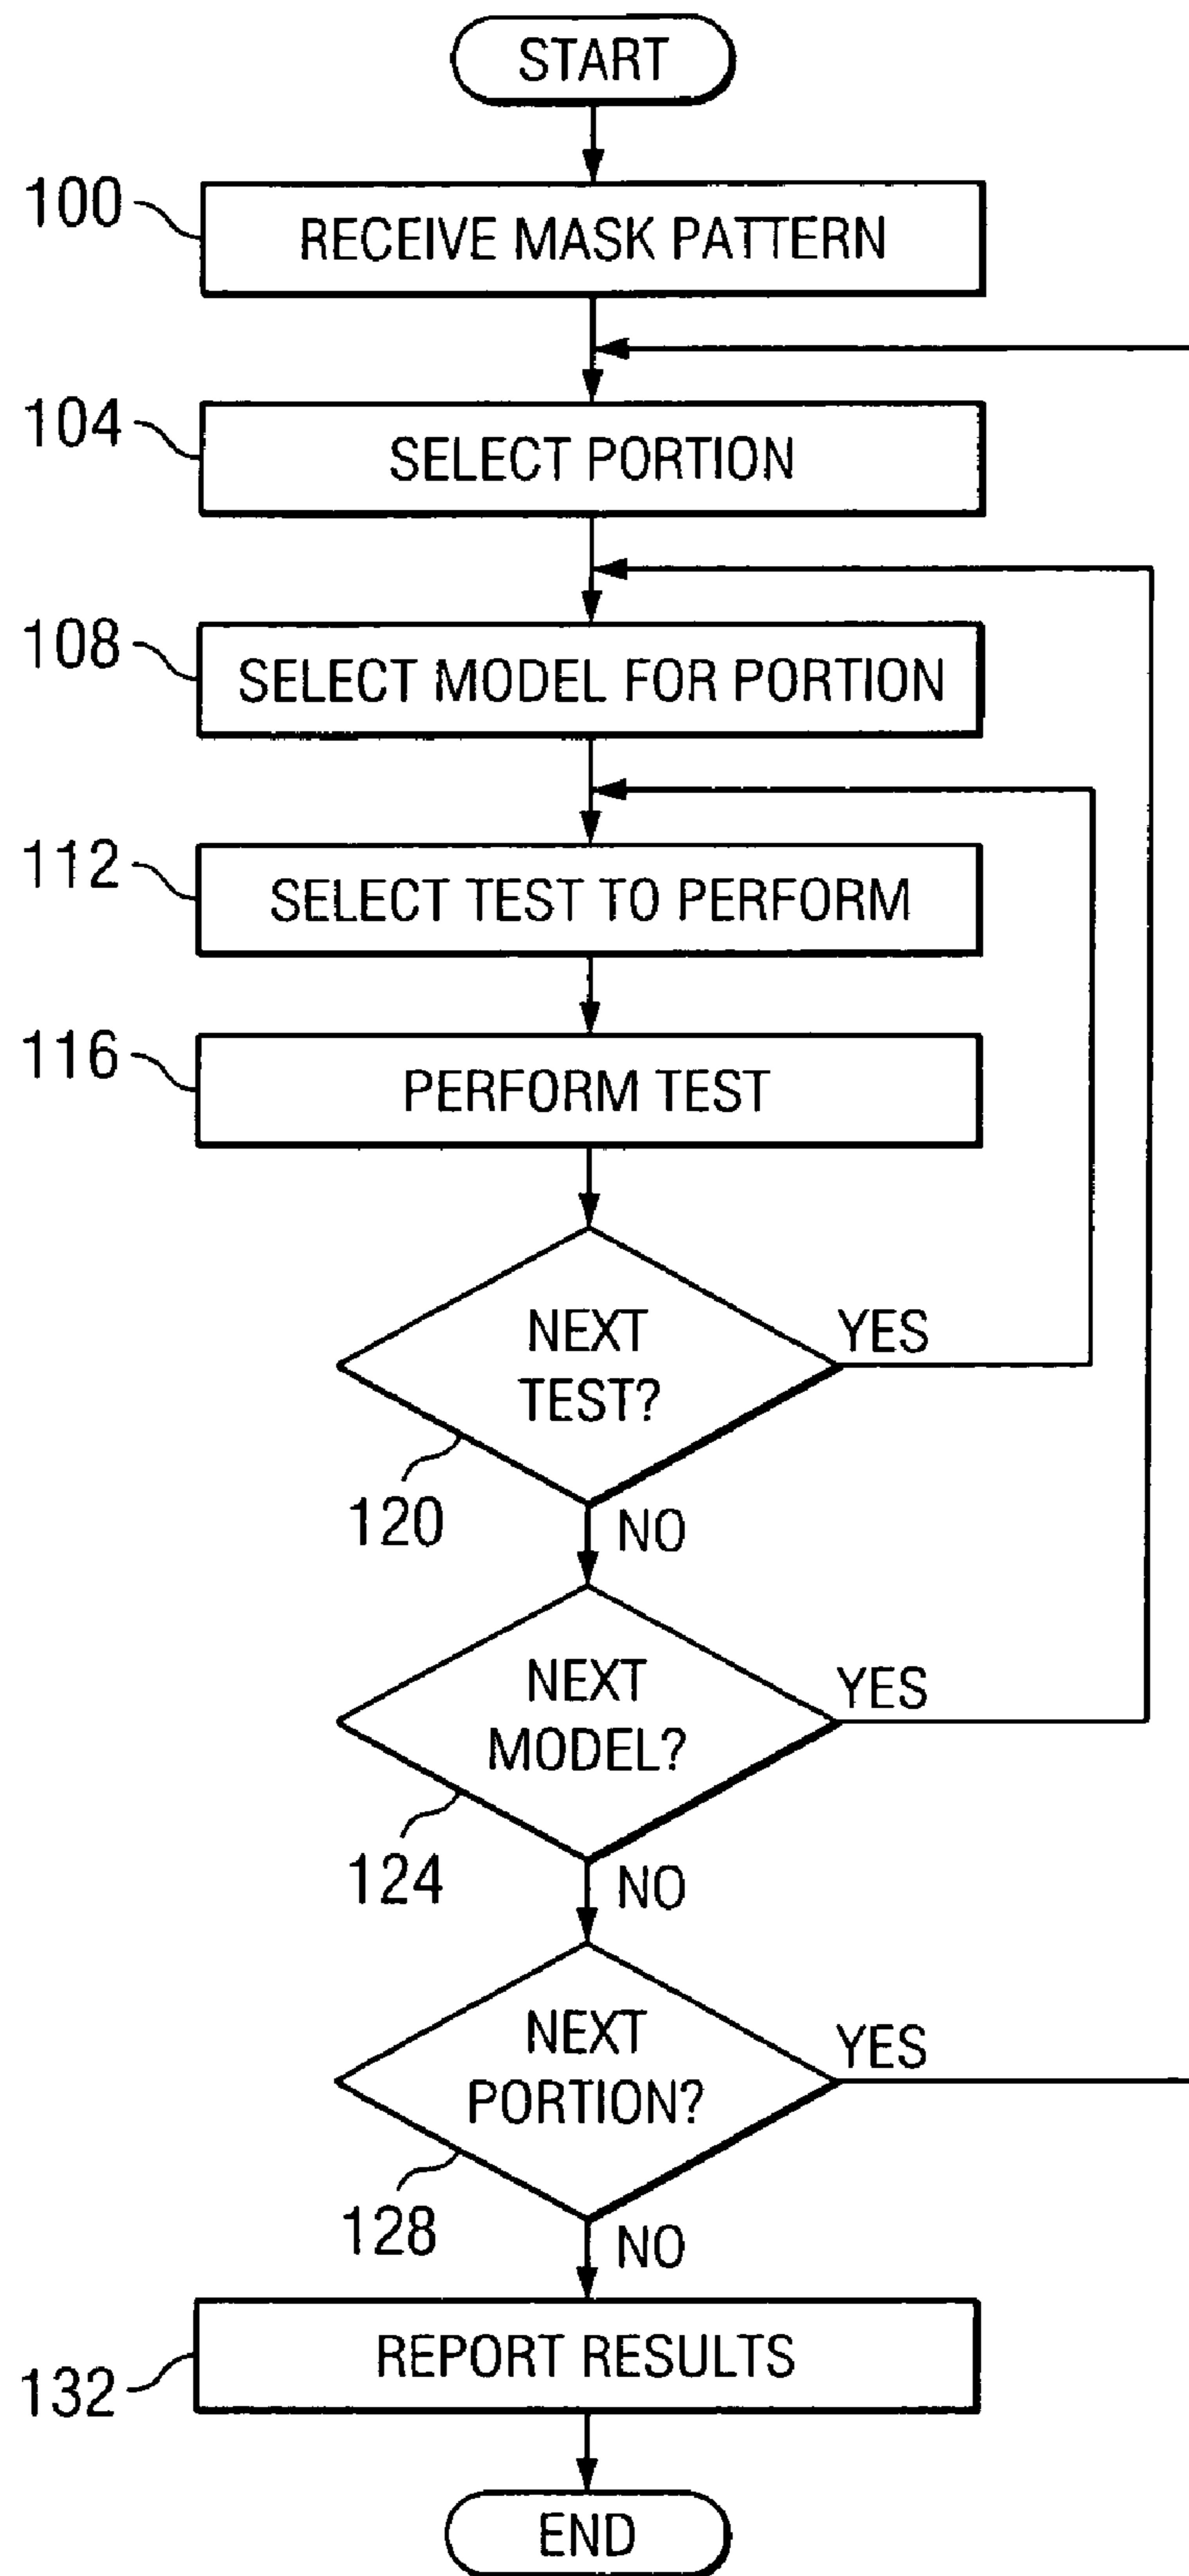 START
100
RECEIVE MASK PATTERN
104
SELECT PORTION
108
SELECT MODEL FOR PORTION
112
SELECT TEST TO PERFORM
116
PERFORM TEST
NEXT
TEST?
YES
120
NO
NEXT
MODEL?
YES
124
NO
NEXT
PORTION?
YES
128
NO
REPORT RESULTS
132
END